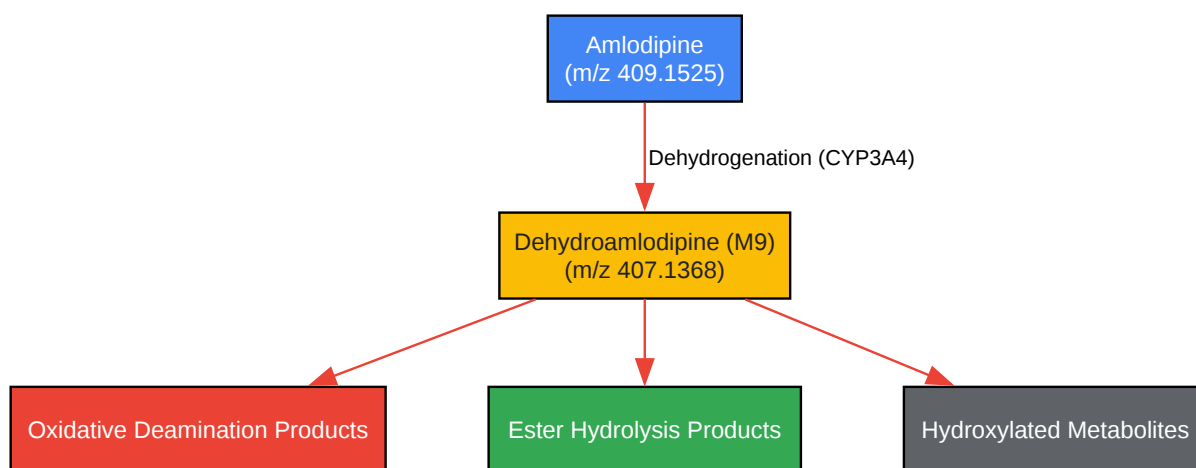 Amlodipine
(m/z 409.1525)
Dehydrogenation (CYP3A4)
Dehydroamlodipine (M9)
(m/z 407.1368)
Oxidative Deamination Products
Ester Hydrolysis Products
Hydroxylated Metabolites